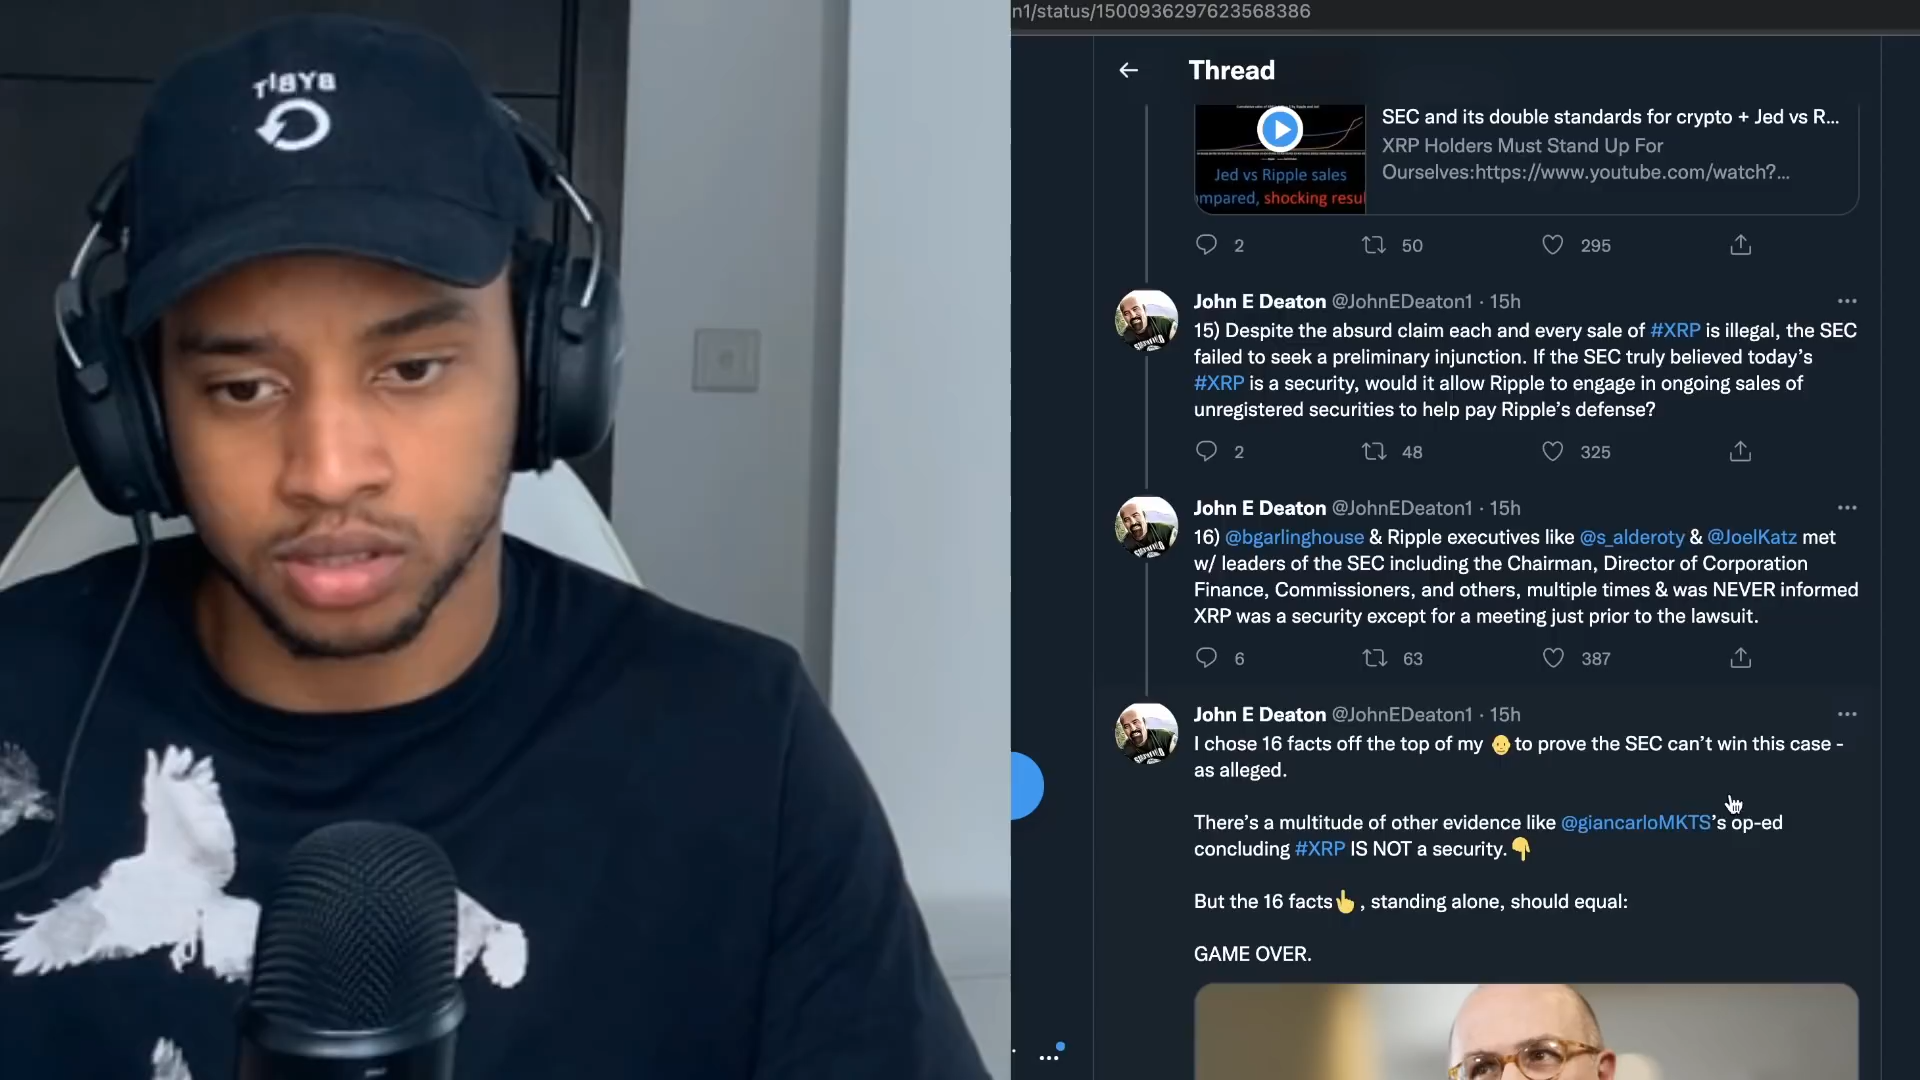 BYBIT
n1/status/1500936297623568386
Thread
SEC and its double standards for crypto + Jed vs R...
XRP Holders Must Stand Up For
Ourselves:https://www.youtube.com/watch?...
Jed vs Ripple sales
mpared, shocking resul
2 50 295
John E Deaton @JohnEDeaton1 · 15h
15) Despite the absurd claim each and every sale of #XRP is illegal, the SEC
failed to seek a preliminary injunction. If the SEC truly believed today's
#XRP is a security, would it allow Ripple to engage in ongoing sales of
unregistered securities to help pay Ripple's defense?
2 48 325
John E Deaton @JohnEDeaton1 · 15h
16) @bgarlinghouse & Ripple executives like @s_alderoty & @JoelKatz met
w/ leaders of the SEC including the Chairman, Director of Corporation
Finance, Commissioners, and others, multiple times & was NEVER informed
XRP was a security except for a meeting just prior to the lawsuit.
6 63 387
John E Deaton @JohnEDeaton1 · 15h
I chose 16 facts off the top of my 👨‍🦲 to prove the SEC can't win this case -
as alleged.
There's a multitude of other evidence like @giancarloMKTS's op-ed
concluding #XRP IS NOT a security.👇
But the 16 facts👆, standing alone, should equal:
GAME OVER.